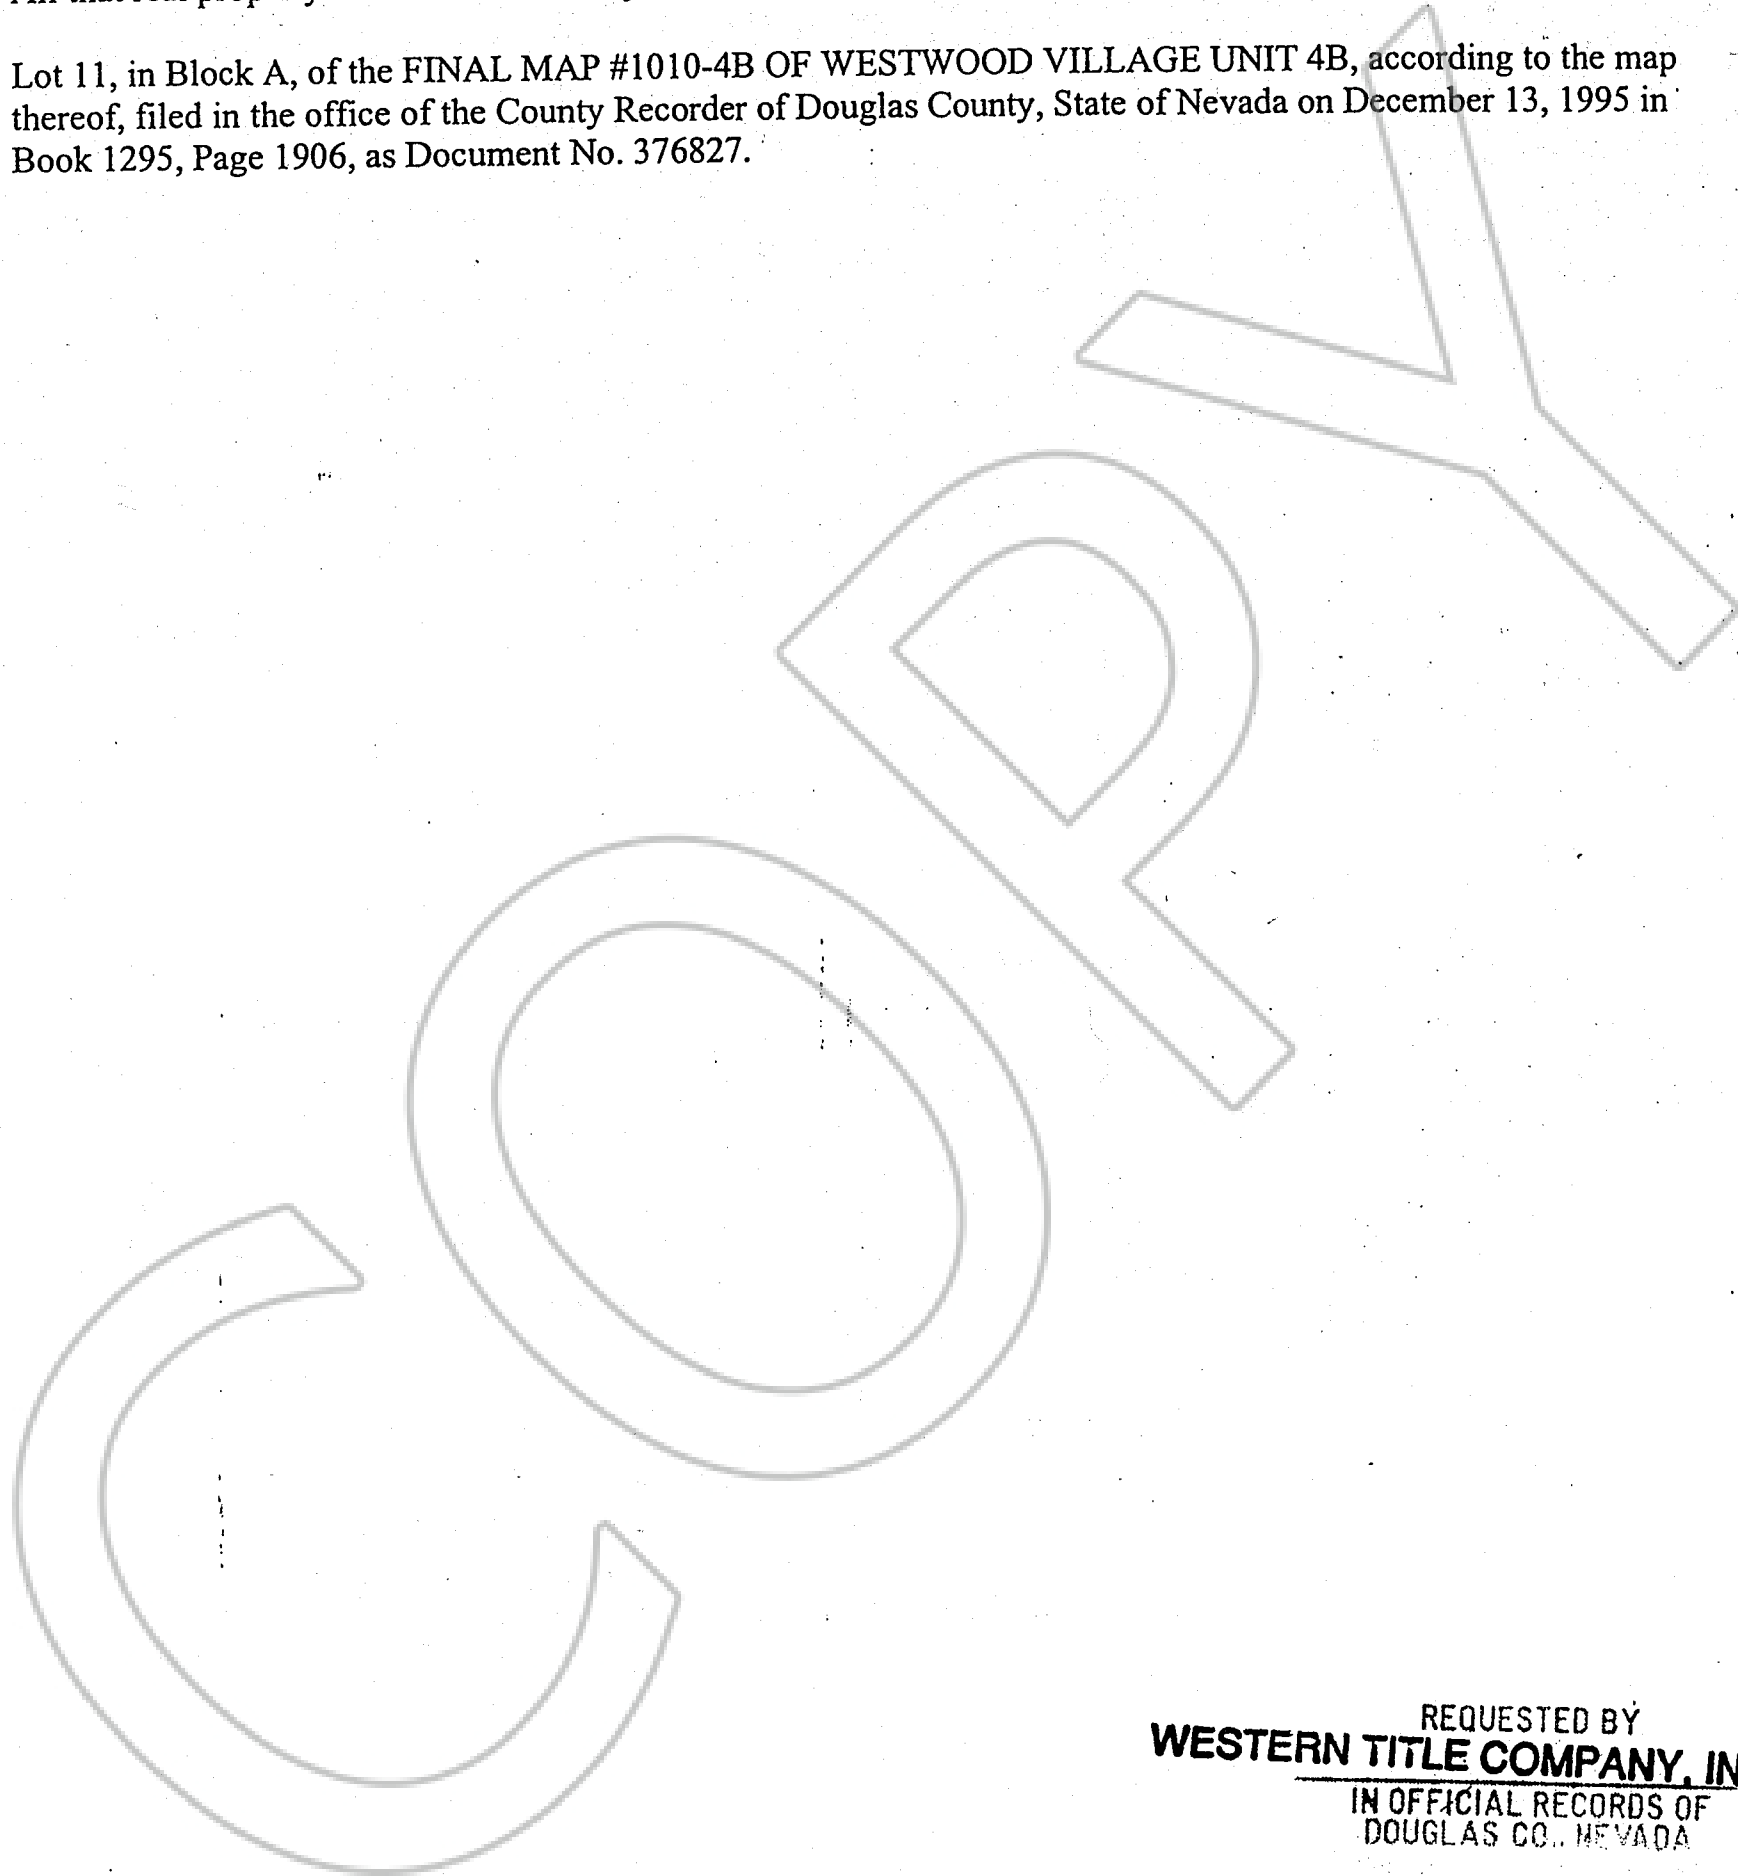 Lot 11, in Block A, of the FINAL MAP #1010-4B OF WESTWOOD VILLAGE UNIT 4B, according to the map
thereof, filed in the office of the County Recorder of Douglas County, State of Nevada on December 13, 1995 in
Book 1295, Page 1906, as Document No. 376827.
COPY
REQUESTED BY
WESTERN TITLE COMPANY, IN
IN OFFICIAL RECORDS OF
DOUGLAS CO., NEVADA